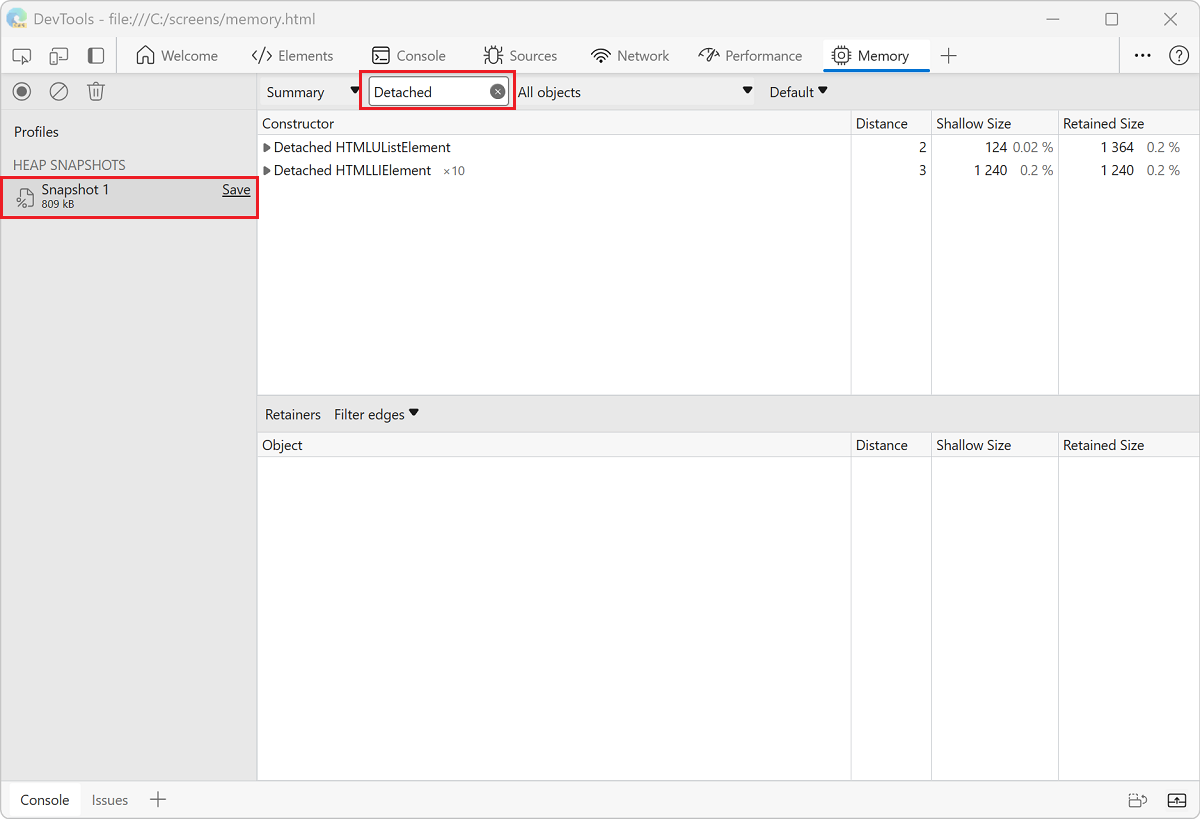 DevTools - file:///C:/screens/memory.html
Welcome Elements Console Sources Network Performance Memory
Summary Detached All objects Default
Profiles
HEAP SNAPSHOTS
Snapshot 1 Save
809 kB
Constructor Distance Shallow Size Retained Size
Detached HTMLUListElement 2 124 0.02 % 1 364 0.2 %
Detached HTMLLIElement ×10 3 1 240 0.2 % 1 240 0.2 %
Retainers Filter edges
Object Distance Shallow Size Retained Size
Console Issues